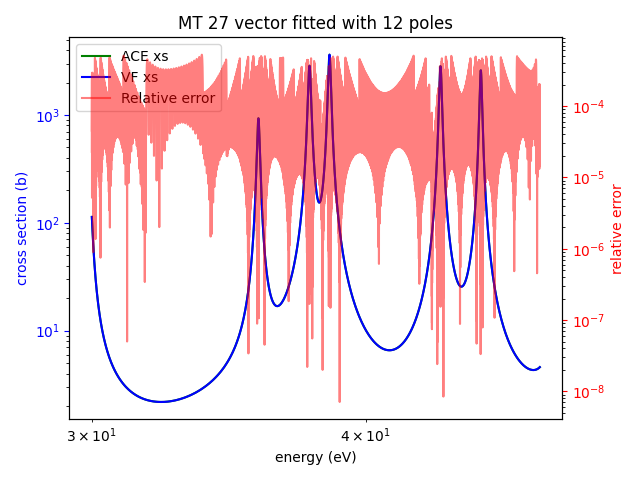 MT 27 vector fitted with 12 poles
ACE xs
VF xs
Relative error
cross section (b)
10³
10²
10¹
relative error
10⁻⁴
10⁻⁵
10⁻⁶
10⁻⁷
10⁻⁸
3 × 10¹
4 × 10¹
energy (eV)